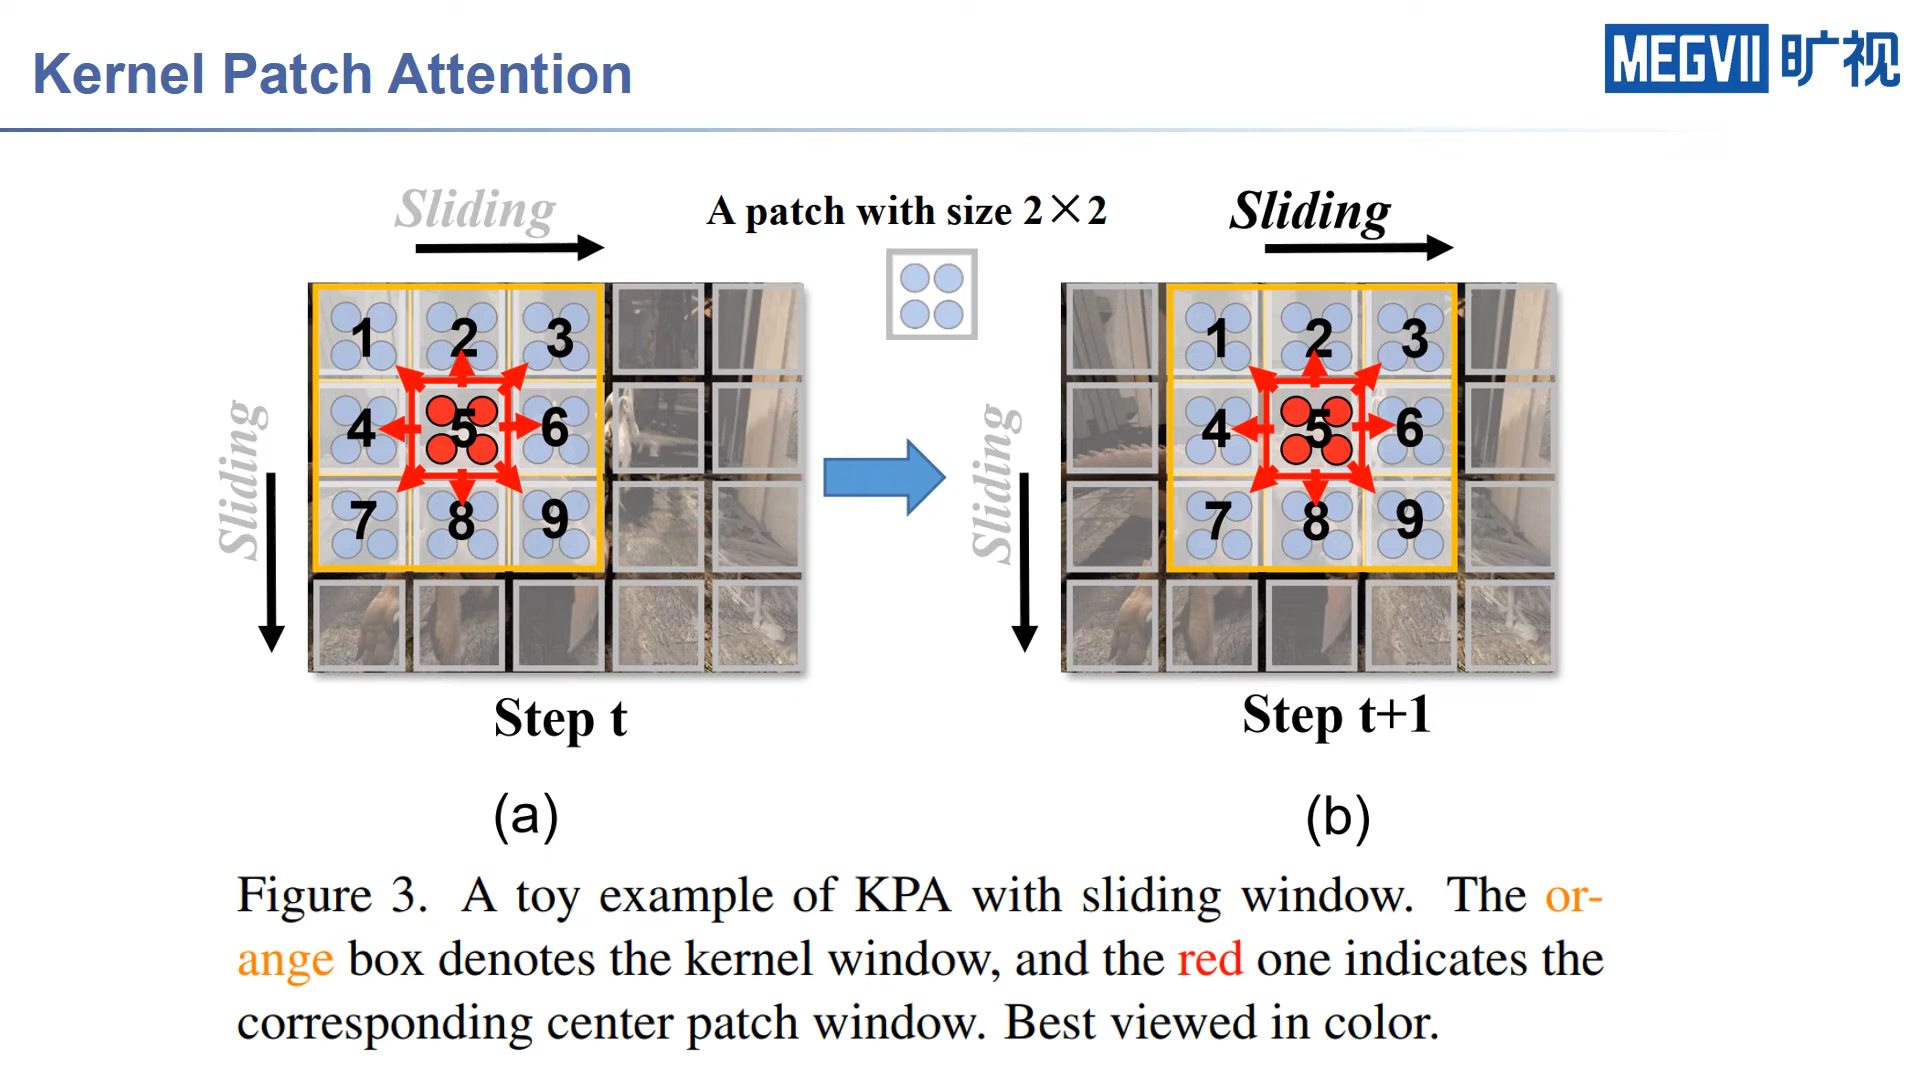 Kernel Patch Attention
MEGVII 旷视
Sliding
A patch with size 2×2
Sliding
1 2 3
4 5 6
7 8 9
Sliding
1 2 3
4 5 6
7 8 9
Sliding
Step t
Step t+1
(a)
(b)
Figure 3. A toy example of KPA with sliding window. The or-
ange box denotes the kernel window, and the red one indicates the
corresponding center patch window. Best viewed in color.